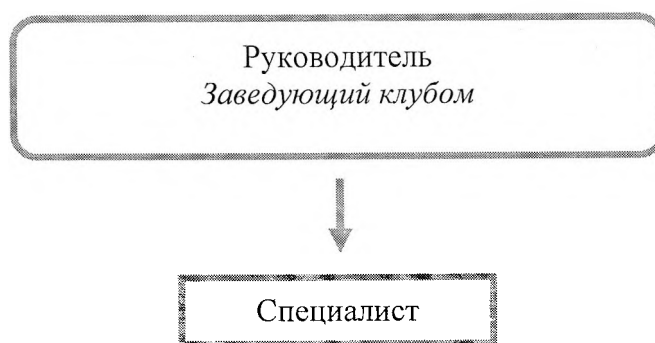 Руководитель
Заведующий клубом
Специалист